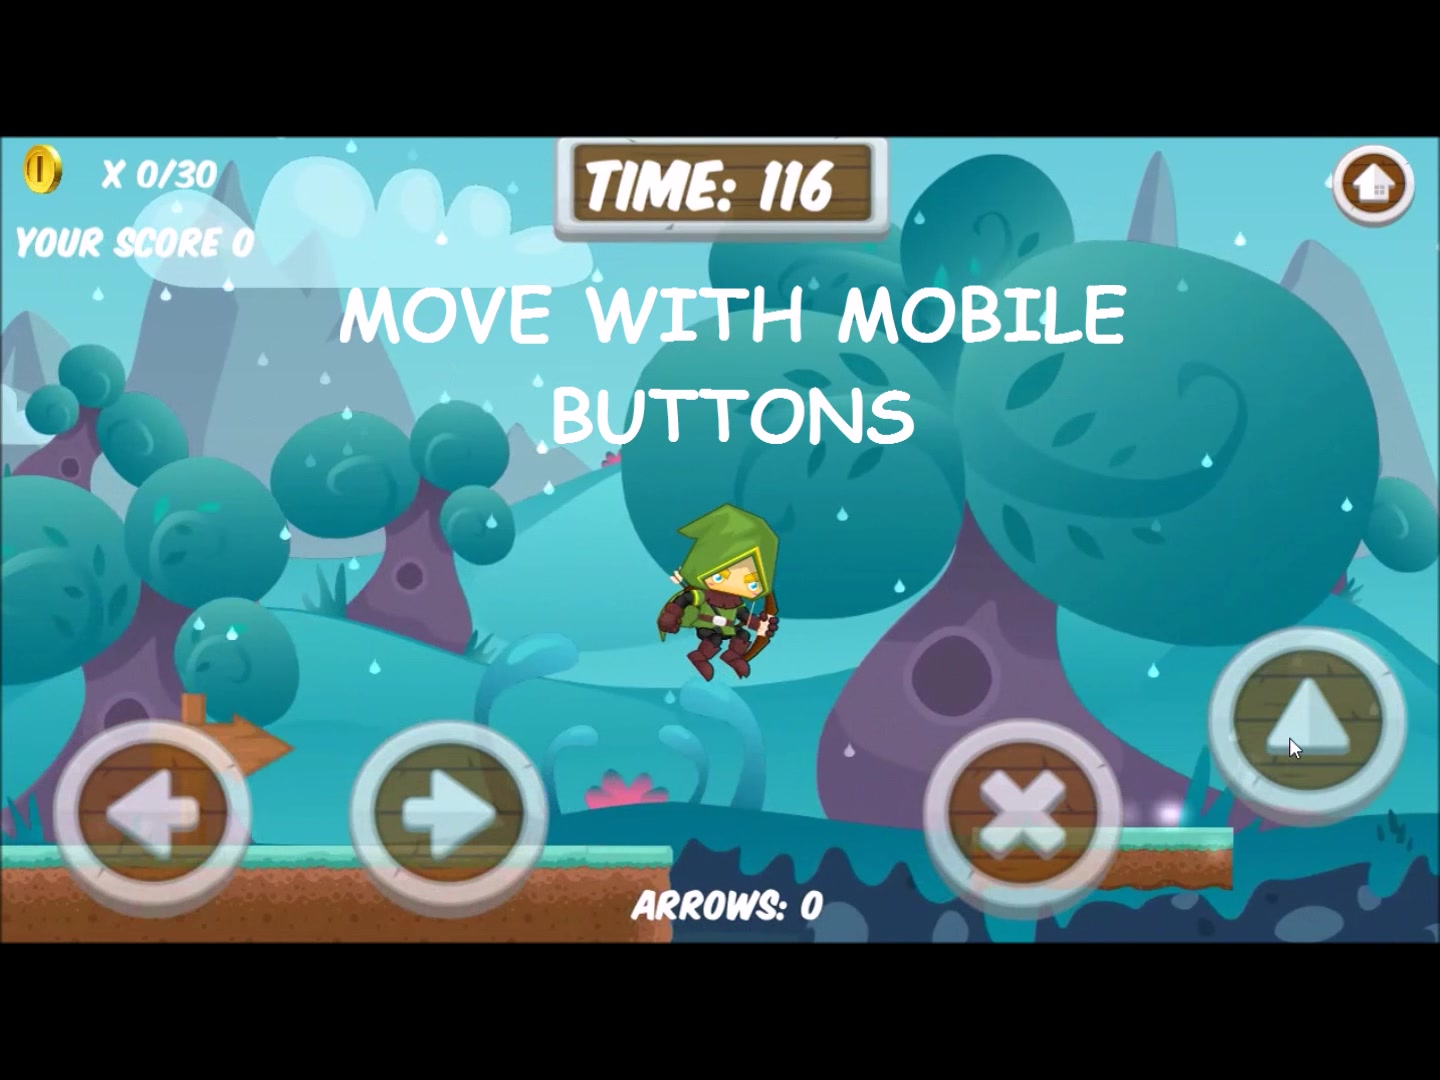 X 0/30
TIME: 116
YOUR SCORE 0
MOVE WITH MOBILE
BUTTONS
ARROWS: 0